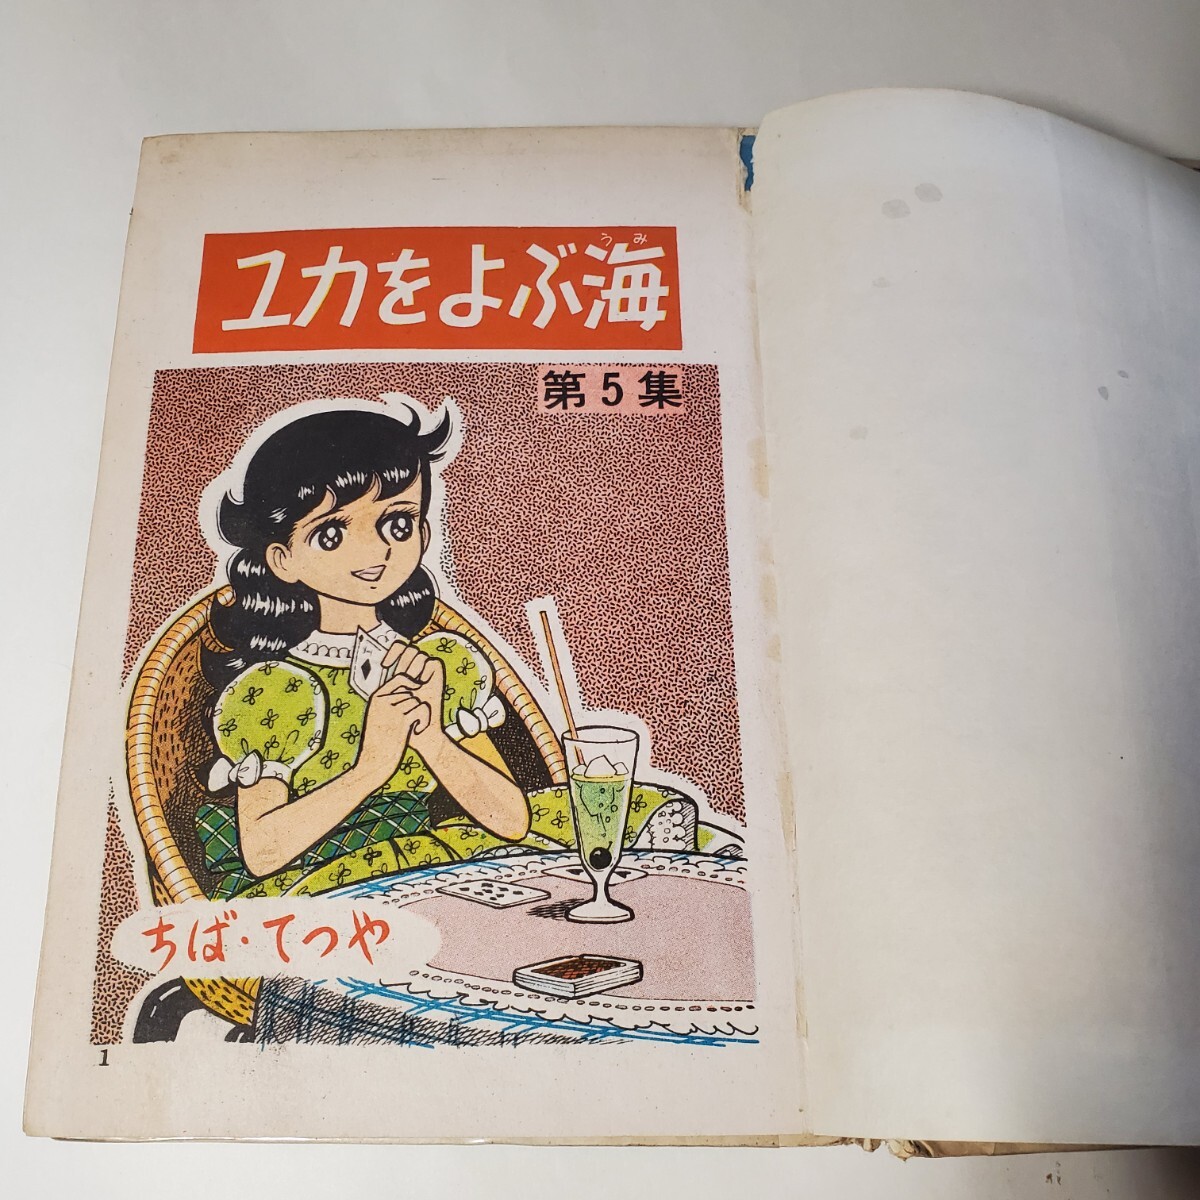 ユカをよぶ海
うみ
第5集
ちば・てつや
1